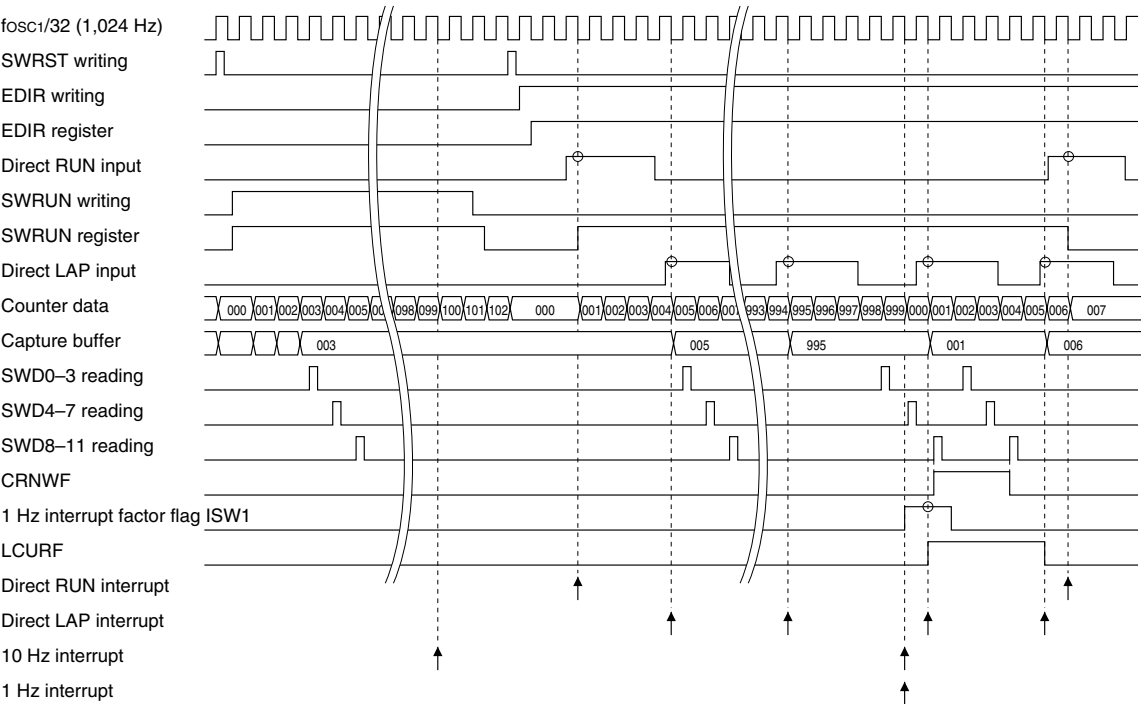 fOSC1/32 (1,024 Hz)
SWRST writing
EDIR writing
EDIR register
Direct RUN input
SWRUN writing
SWRUN register
Direct LAP input
Counter data 000 001 002 003 004 005 00 098 099 100 101 102 000 001 002 003 004 005 006 007 993 994 995 996 997 998 999 000 001 002 003 004 005 006 007
Capture buffer 003 005 995 001 006
SWD0–3 reading
SWD4–7 reading
SWD8–11 reading
CRNWF
1 Hz interrupt factor flag ISW1
LCURF
Direct RUN interrupt
Direct LAP interrupt
10 Hz interrupt
1 Hz interrupt